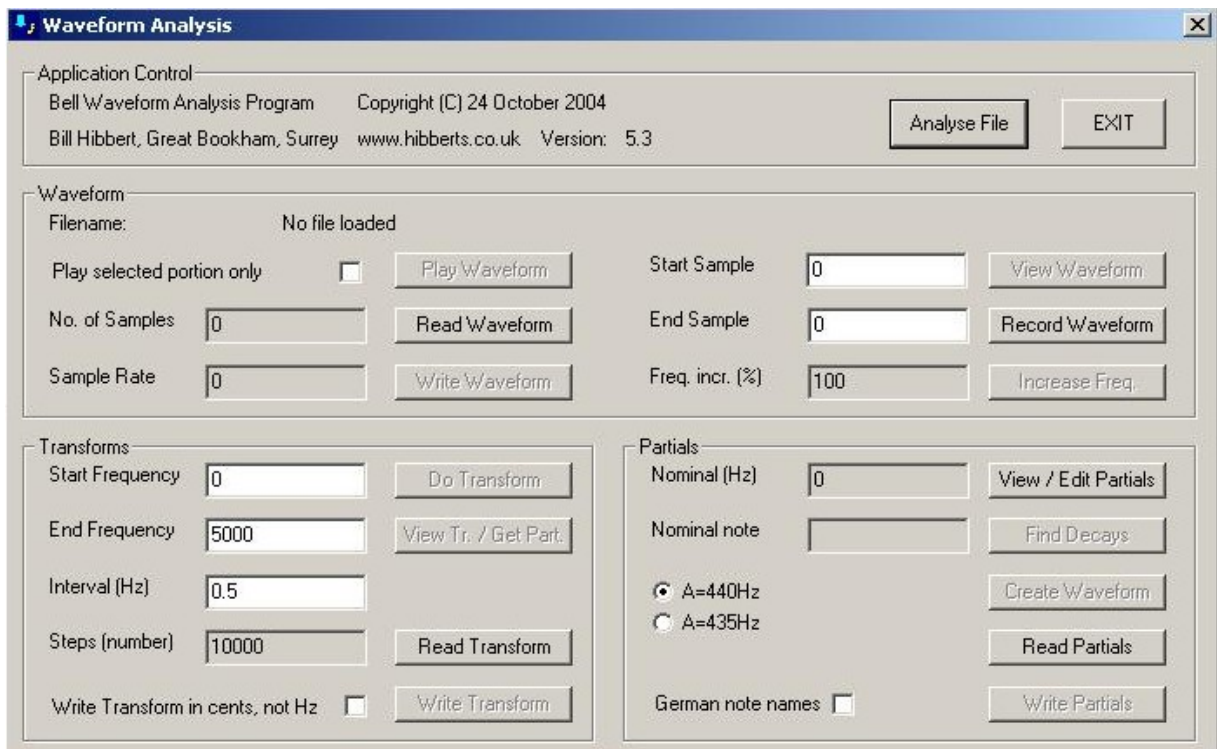 Waveform Analysis
Application Control
Bell Waveform Analysis Program Copyright (C) 24 October 2004
Bill Hibbert, Great Bookham, Surrey www.hibberts.co.uk Version: 5.3
Analyse File EXIT
Waveform
Filename: No file loaded
Play selected portion only Play Waveform Start Sample 0 View Waveform
No. of Samples 0 Read Waveform End Sample 0 Record Waveform
Sample Rate 0 Write Waveform Freq. incr. (%) 100 Increase Freq.
Transforms
Start Frequency 0 Do Transform
End Frequency 5000 View Tr. / Get Part.
Interval (Hz) 0.5
Steps (number) 10000 Read Transform
Write Transform in cents, not Hz Write Transform
Partials
Nominal (Hz) 0 View / Edit Partials
Nominal note Find Decays
A=440Hz Create Waveform
A=435Hz
Read Partials
German note names Write Partials